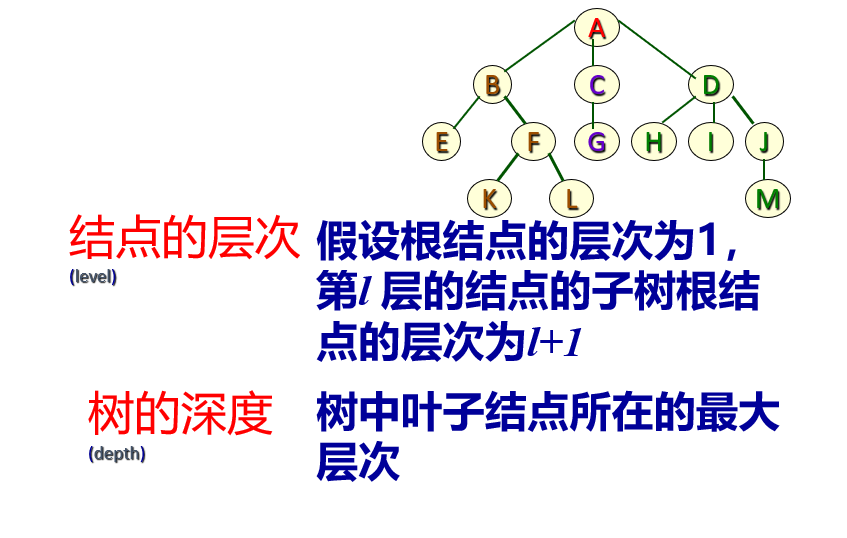 A
B C D
E F G H I J
K L M
结点的层次
(level)
假设根结点的层次为1，
第l 层的结点的子树根结
点的层次为l+1
树的深度
(depth)
树中叶子结点所在的最大
层次